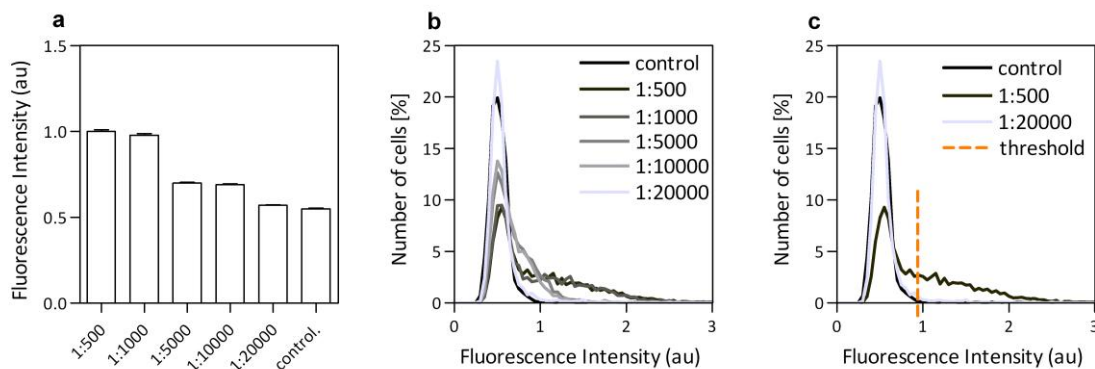 a
1.5
1.0
0.5
0.0
Fluorescence Intensity (au)
1:500
1:1000
1:5000
1:10000
1:20000
control.
b
25
20
15
10
5
0
Number of cells [%]
control
1:500
1:1000
1:5000
1:10000
1:20000
0 1 2 3
Fluorescence Intensity (au)
c
25
20
15
10
5
0
Number of cells [%]
control
1:500
1:20000
threshold
0 1 2 3
Fluorescence Intensity (au)